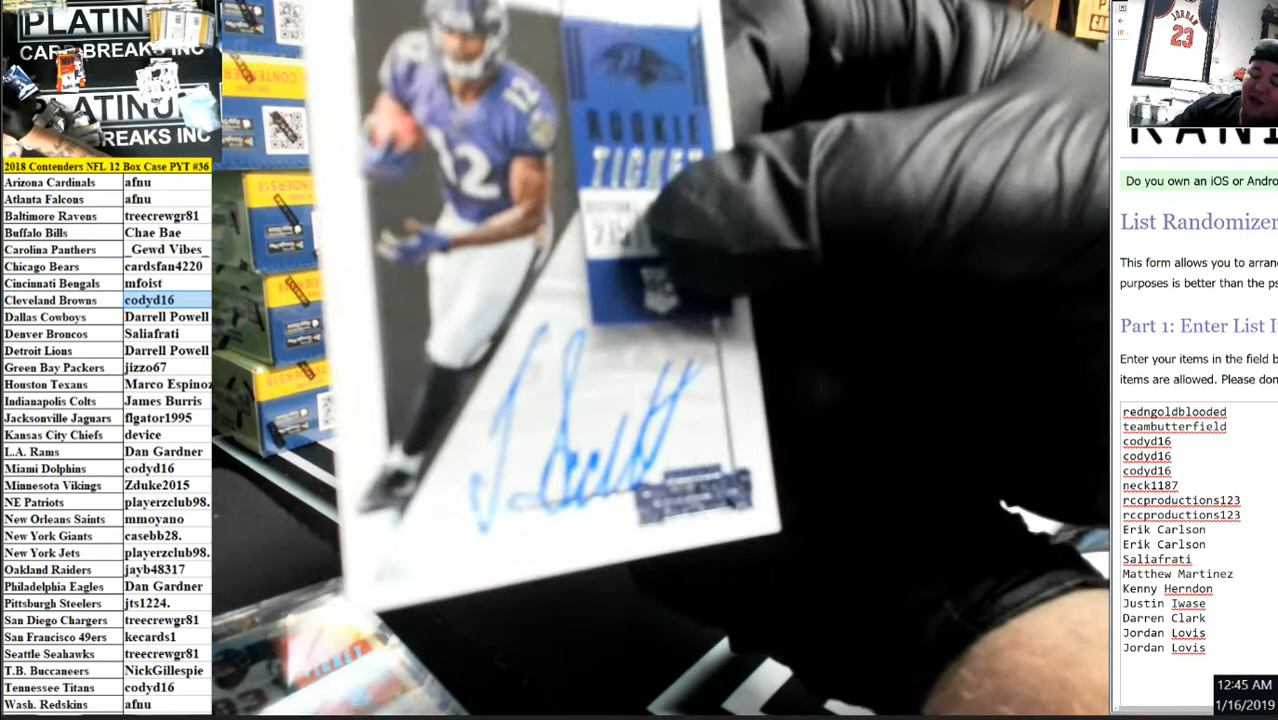 PLATINUM
CARD BREAKS INC
PLATINUM
BREAKS INC
2018 Contenders NFL 12 Box Case PYT #36
Arizona Cardinals afnu
Atlanta Falcons afnu
Baltimore Ravens treecrewgr81
Buffalo Bills Chae Bae
Carolina Panthers _Gewd Vibes_
Chicago Bears cardsfan4220
Cincinnati Bengals mfoist
Cleveland Browns codyd16
Dallas Cowboys Darrell Powell
Denver Broncos Saliafrati
Detroit Lions Darrell Powell
Green Bay Packers jizzo67
Houston Texans Marco Espinoz
Indianapolis Colts James Burris
Jacksonville Jaguars flgator1995
Kansas City Chiefs device
L.A. Rams Dan Gardner
Miami Dolphins codyd16
Minnesota Vikings Zduke2015
NE Patriots playerzclub98.
New Orleans Saints mmoyano
New York Giants casebb28.
New York Jets playerzclub98.
Oakland Raiders jayb48317
Philadelphia Eagles Dan Gardner
Pittsburgh Steelers jts1224.
San Diego Chargers treecrewgr81
San Francisco 49ers kecards1
Seattle Seahawks treecrewgr81
T.B. Buccaneers NickGillespie
Tennessee Titans codyd16
Wash. Redskins afnu
12
ROOKIE
TICKET
JORDAN
23
Do you own an iOS or Andro
List Randomizer
This form allows you to arran
purposes is better than the ps
Part 1: Enter List I
Enter your items in the field b
items are allowed. Please don
redngoldblooded
teambutterfield
codyd16
codyd16
codyd16
neck1187
rccproductions123
rccproductions123
Erik Carlson
Erik Carlson
Saliafrati
Matthew Martinez
Kenny Herndon
Justin Iwase
Darren Clark
Jordan Lovis
Jordan Lovis
12:45 AM
1/16/2019